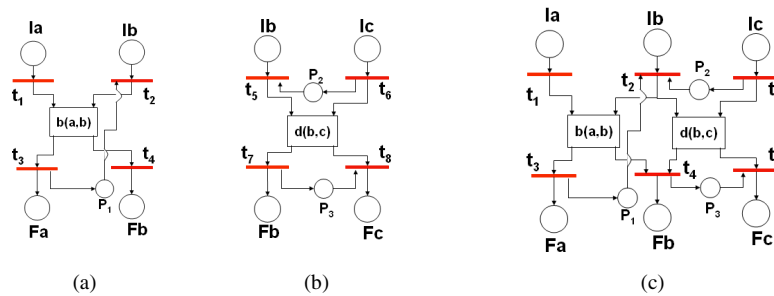 Ia Ib
t1 t2
b(a,b)
t3 t4
P1
Fa Fb
(a)
Ib Ic
P2
t5 t6
d(b,c)
t7 t8
P3
Fb Fc
(b)
Ia Ib Ic
P2
t1 t2 t
b(a,b) d(b,c)
t3 t4 t
P1 P3
Fa Fb Fc
(c)